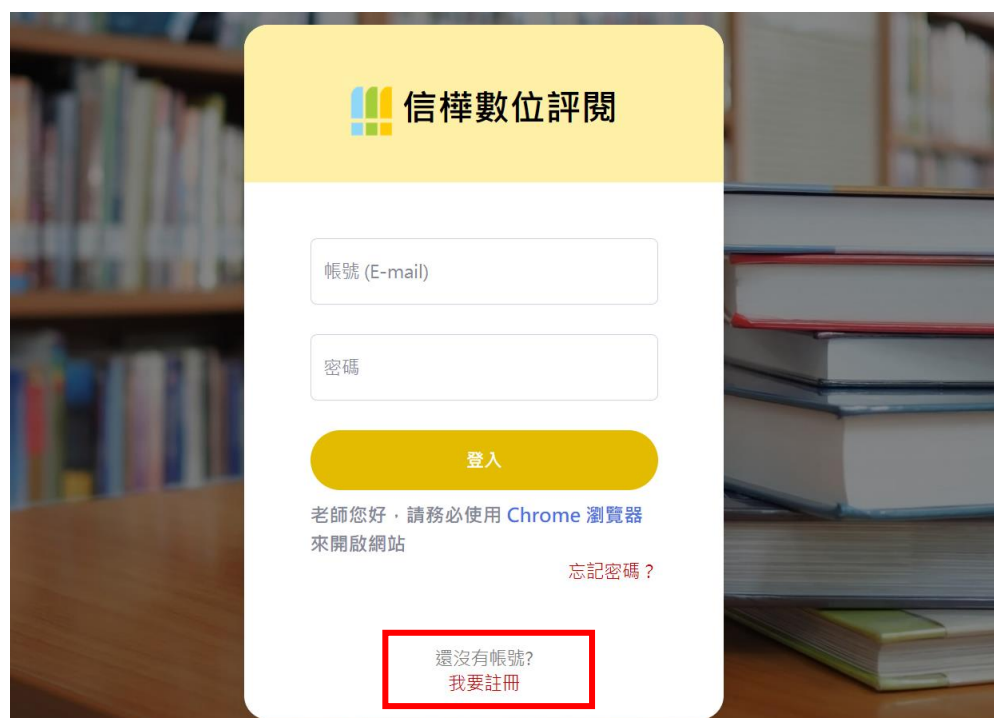 信樺數位評閱
帳號 (E-mail)
密碼
登入
老師您好，請務必使用 Chrome 瀏覽器
來開啟網站
忘記密碼？
還沒有帳號?
我要註冊